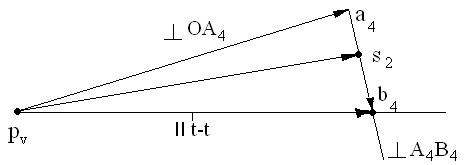 ⊥OA₄
a₄
s₂
b₄
pᵥ
II t-t
⊥A₄B₄